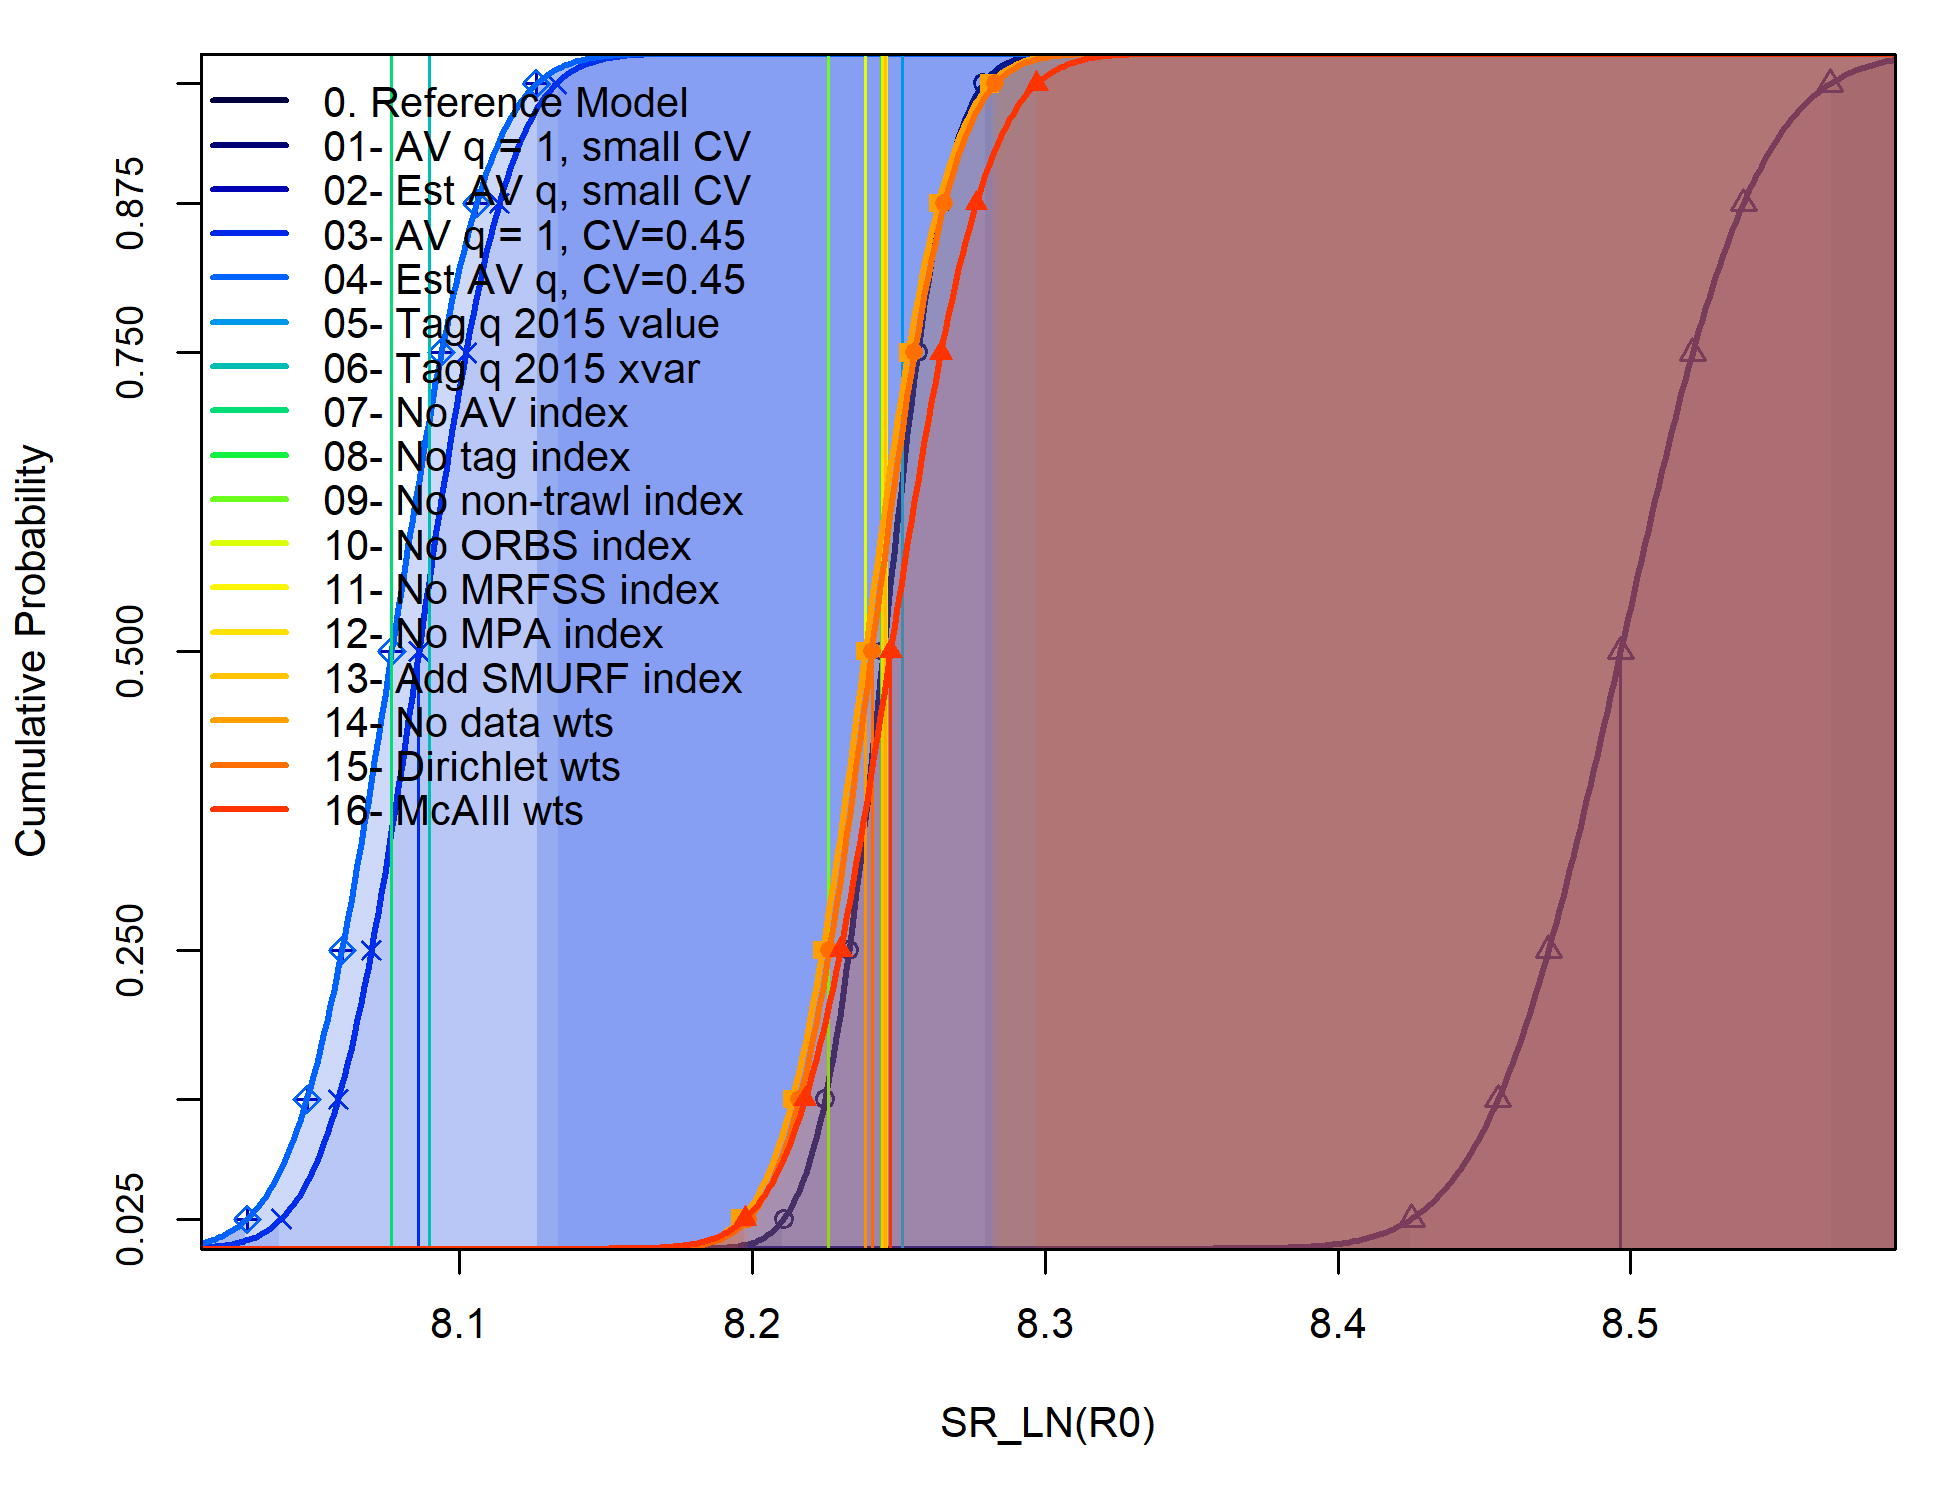 0. Reference Model
01- AV q = 1, small CV
02- Est AV q, small CV
03- AV q = 1, CV=0.45
04- Est AV q, CV=0.45
05- Tag q 2015 value
06- Tag q 2015 xvar
07- No AV index
08- No tag index
09- No non-trawl index
10- No ORBS index
11- No MRFSS index
12- No MPA index
13- Add SMURF index
14- No data wts
15- Dirichlet wts
16- McAlll wts
Cumulative Probability
0.875
0.750
0.500
0.250
0.025
8.1 8.2 8.3 8.4 8.5
SR_LN(R0)